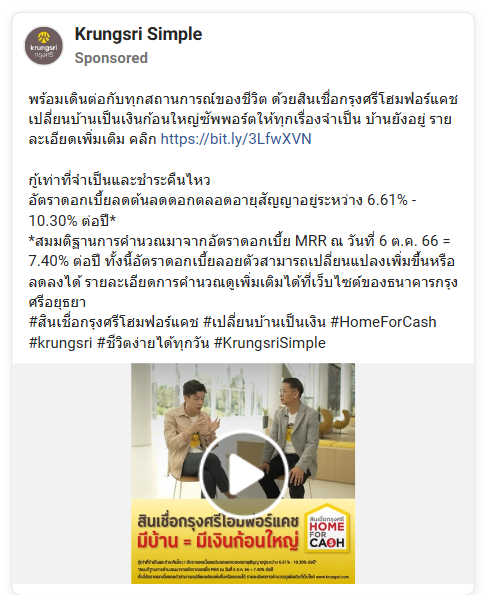 krungsri
กรุงศรี
Krungsri Simple
Sponsored
พร้อมเดินต่อกับทุกสถานการณ์ของชีวิต ด้วยสินเชื่อกรุงศรีโฮมฟอร์แคช
เปลี่ยนบ้านเป็นเงินก้อนใหญ่ซัพพอร์ตให้ทุกเรื่องจำเป็น บ้านยังอยู่ ราย
ละเอียดเพิ่มเติม คลิก https://bit.ly/3LfwXVN
กู้เท่าที่จำเป็นและชำระคืนไหว
อัตราดอกเบี้ยลดต้นลดดอกตลอดอายุสัญญาอยู่ระหว่าง 6.61% -
10.30% ต่อปี*
*สมมติฐานการคำนวณมาจากอัตราดอกเบี้ย MRR ณ วันที่ 6 ต.ค. 66 =
7.40% ต่อปี ทั้งนี้อัตราดอกเบี้ยลอยตัวสามารถเปลี่ยนแปลงเพิ่มขึ้นหรือ
ลดลงได้ รายละเอียดการคำนวณดูเพิ่มเติมได้ที่เว็บไซต์ของธนาคารกรุง
ศรีอยุธยา
#สินเชื่อกรุงศรีโฮมฟอร์แคช #เปลี่ยนบ้านเป็นเงิน #HomeForCash
#krungsri #ชีวิตง่ายได้ทุกวัน #KrungsriSimple
สินเชื่อกรุงศรีโฮมฟอร์แคช
มีบ้าน = มีเงินก้อนใหญ่
สินเชื่อกรุงศรี
HOME
FOR
CASH
กู้เท่าที่จำเป็นและชำระคืนไหว